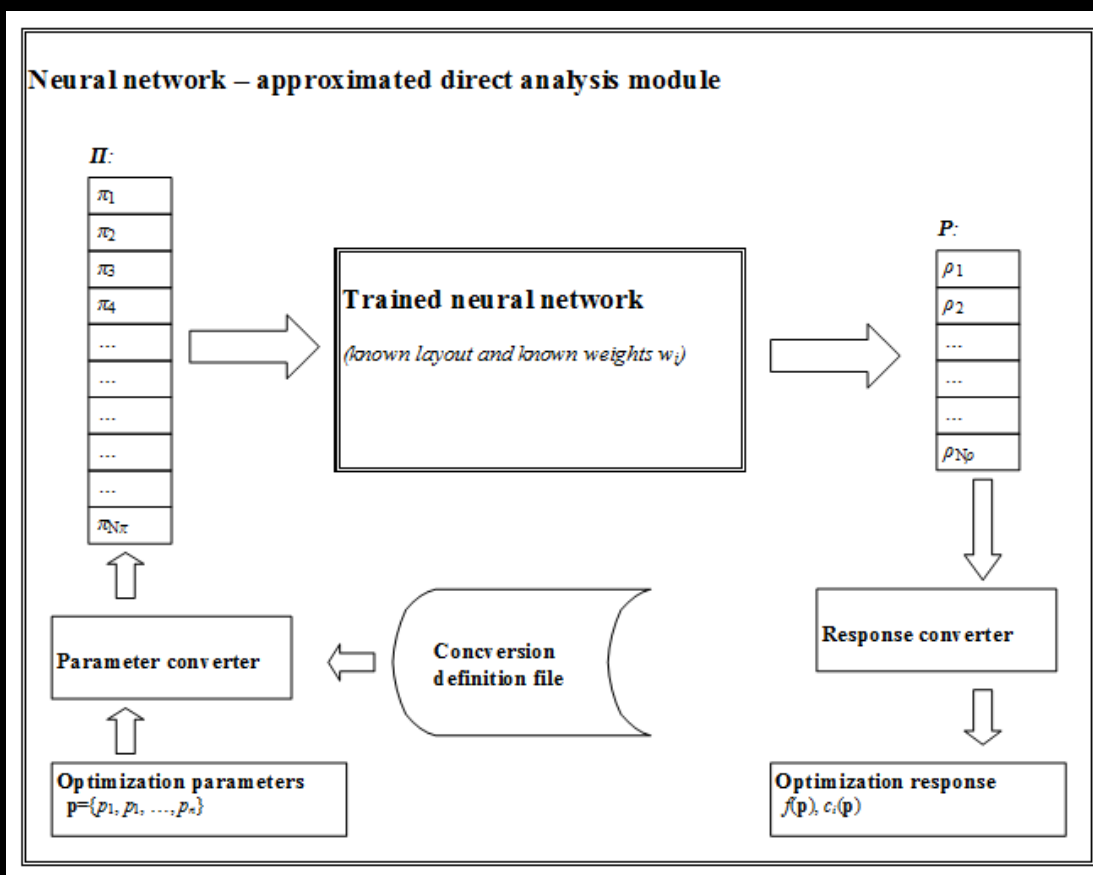 Neural network – approximated direct analysis module
Π:
π1
π2
π3
π4
...
...
...
...
...
πNπ
Trained neural network
(known layout and known weights wi)
P:
ρ1
ρ2
...
...
...
ρNρ
Parameter converter
Concversion
definition file
Response converter
Optimization parameters
p={p1, p1, ...,pn}
Optimization response
f(p), ci(p)